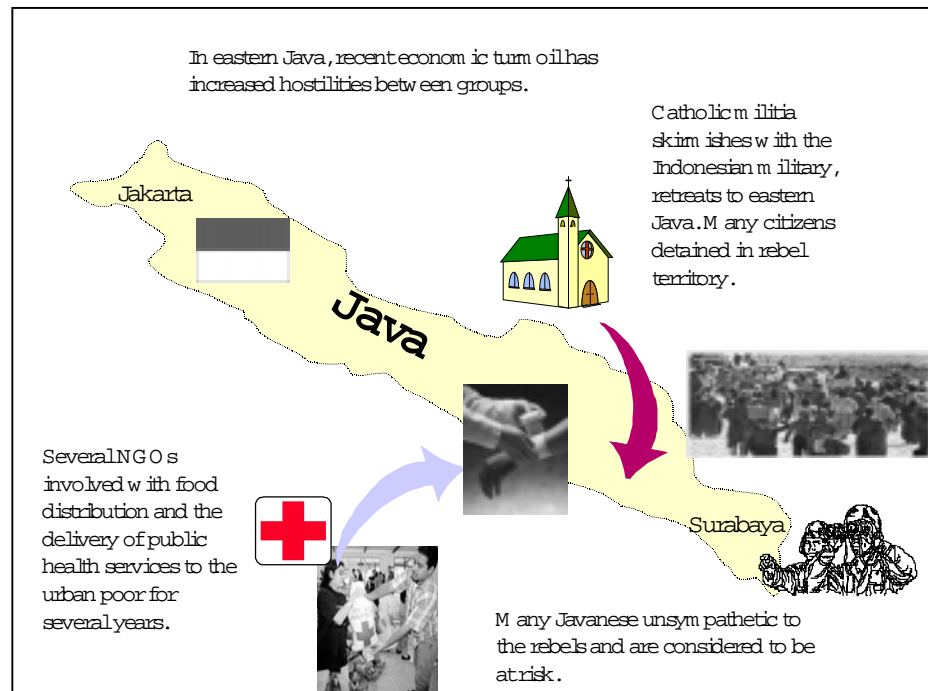 In eastern Java, recent economic turmoil has
increased hostilities between groups.
Catholic militia
skirmishes with the
Indonesian military,
retreats to eastern
Java. Many citizens
detained in rebel
territory.
Jakarta
Java
Several NGOs
involved with food
distribution and the
delivery of public
health services to the
urban poor for
several years.
Surabaya
Many Javanese unsympathetic to
the rebels and are considered to be
at risk.